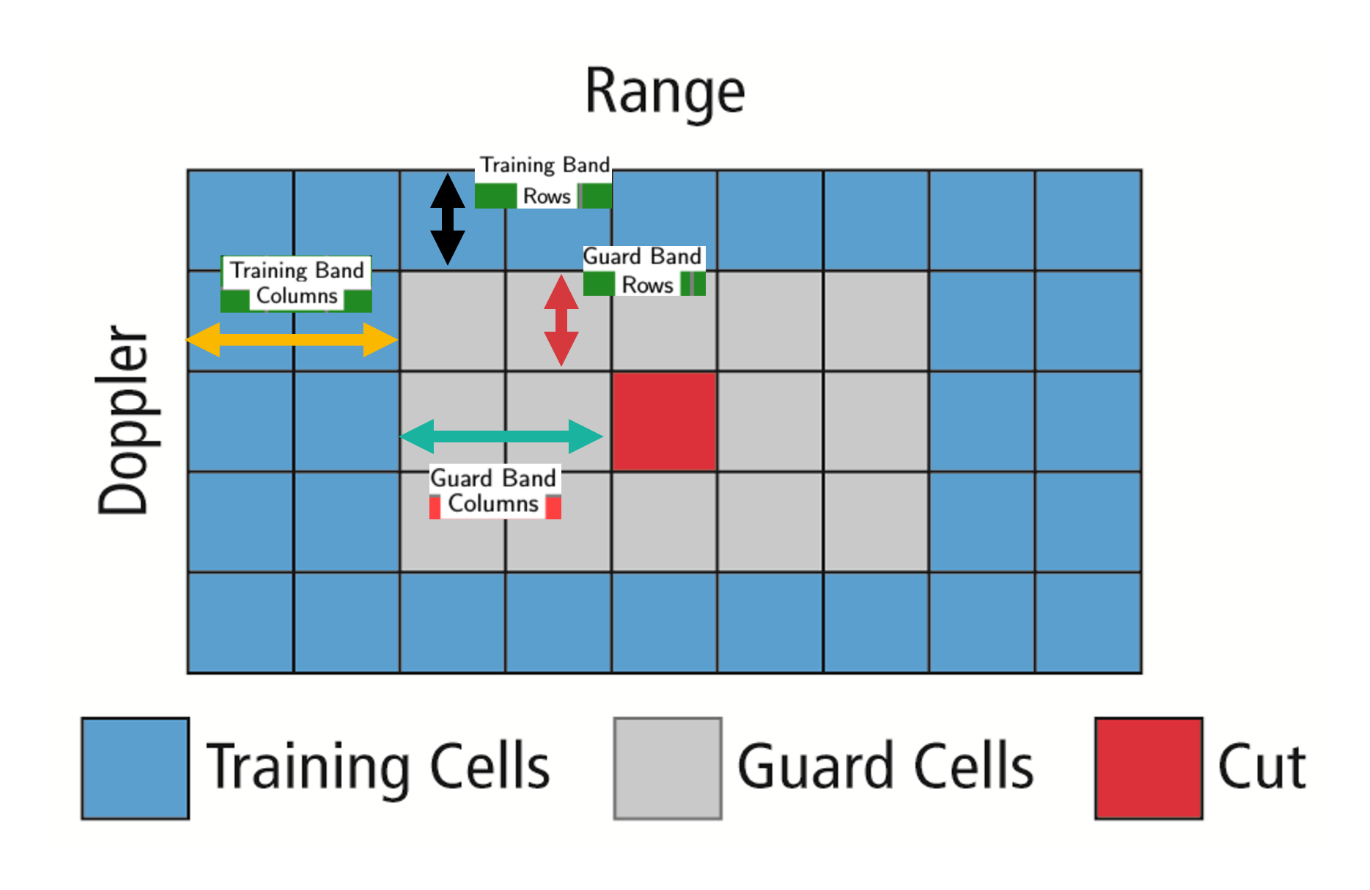 Range
Training Band
Rows
Guard Band
Rows
Training Band
Columns
Doppler
Guard Band
Columns
Training Cells
Guard Cells
Cut